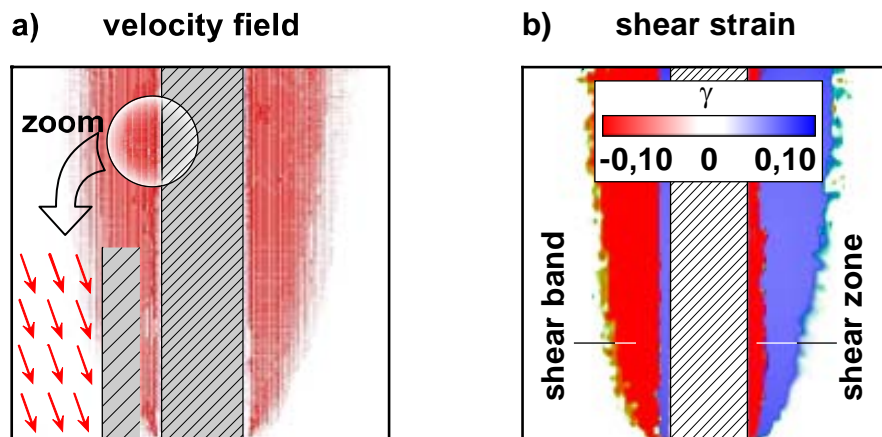 a) velocity field
zoom
b) shear strain
γ
-0,10 0 0,10
shear band
shear zone